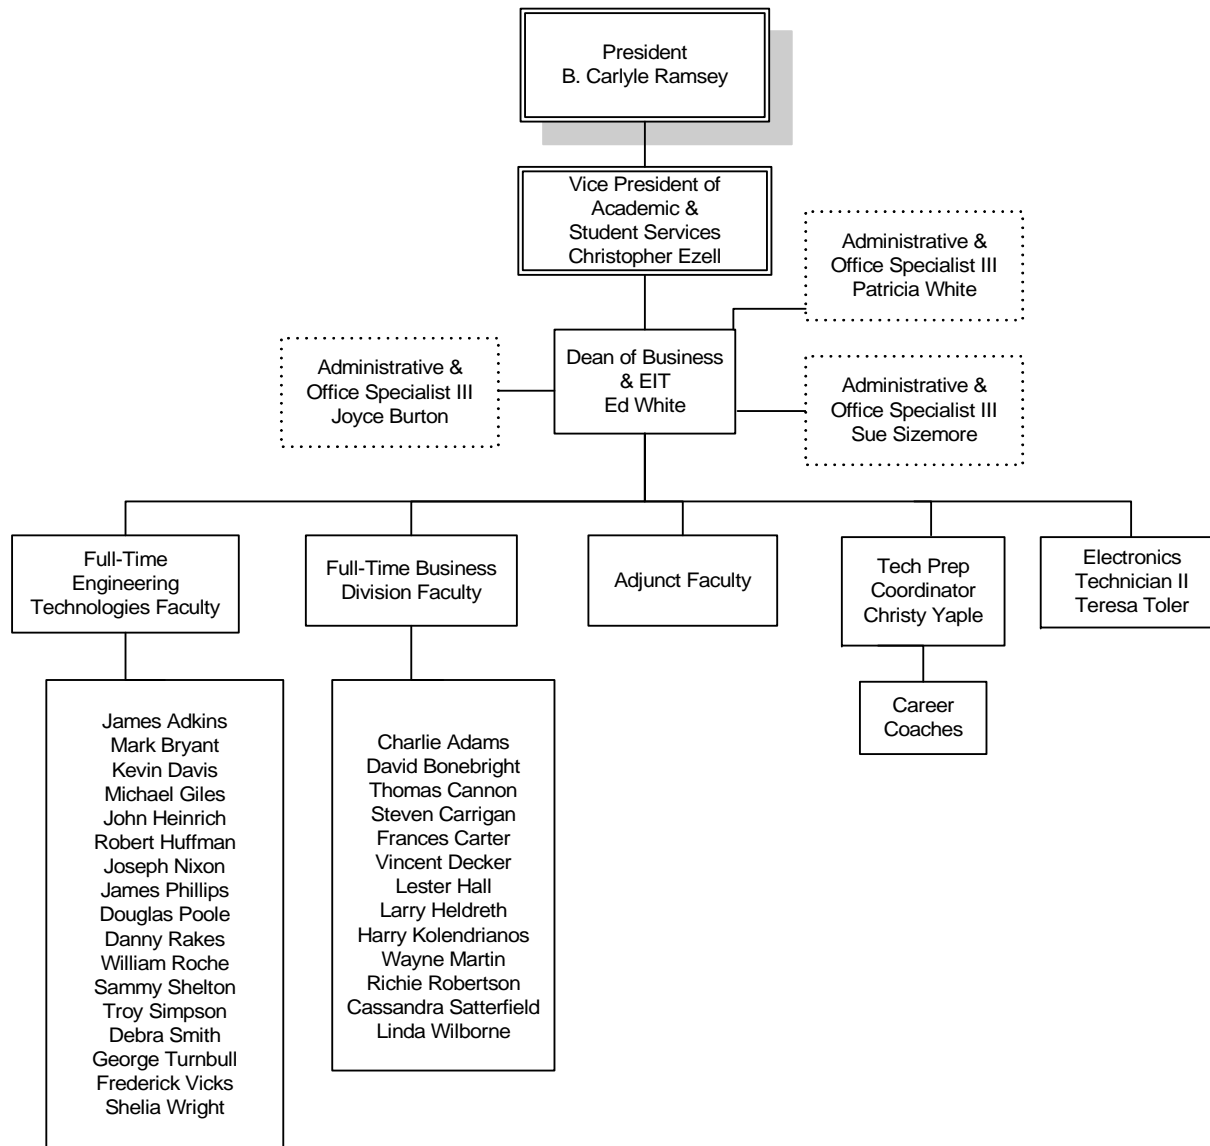 President
B. Carlyle Ramsey
Vice President of
Academic &
Student Services
Christopher Ezell
Administrative &
Office Specialist III
Patricia White
Administrative &
Office Specialist III
Joyce Burton
Dean of Business
& EIT
Ed White
Administrative &
Office Specialist III
Sue Sizemore
Full-Time
Engineering
Technologies Faculty
Full-Time Business
Division Faculty
Adjunct Faculty
Tech Prep
Coordinator
Christy Yaple
Electronics
Technician II
Teresa Toler
James Adkins
Mark Bryant
Kevin Davis
Michael Giles
John Heinrich
Robert Huffman
Joseph Nixon
James Phillips
Douglas Poole
Danny Rakes
William Roche
Sammy Shelton
Troy Simpson
Debra Smith
George Turnbull
Frederick Vicks
Shelia Wright
Charlie Adams
David Bonebright
Thomas Cannon
Steven Carrigan
Frances Carter
Vincent Decker
Lester Hall
Larry Heldreth
Harry Kolendrianos
Wayne Martin
Richie Robertson
Cassandra Satterfield
Linda Wilborne
Career
Coaches